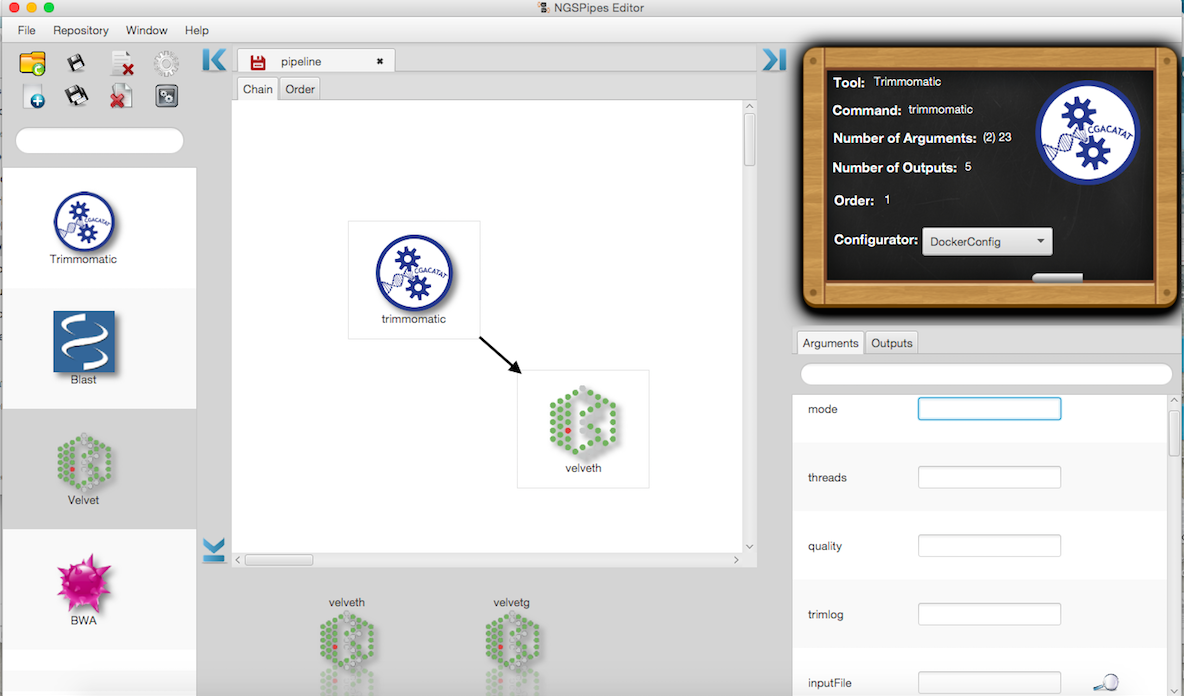 NGSPipes Editor
File Repository Window Help
pipeline
Chain Order
Trimmomatic
Blast
Velvet
BWA
CGACATAT
trimmomatic
velveth
velveth velvetg
Tool: Trimmomatic
Command: trimmomatic
Number of Arguments: (2) 23
Number of Outputs: 5
Order: 1
Configurator: DockerConfig
CGACATAT
Arguments Outputs
mode
threads
quality
trimlog
inputFile